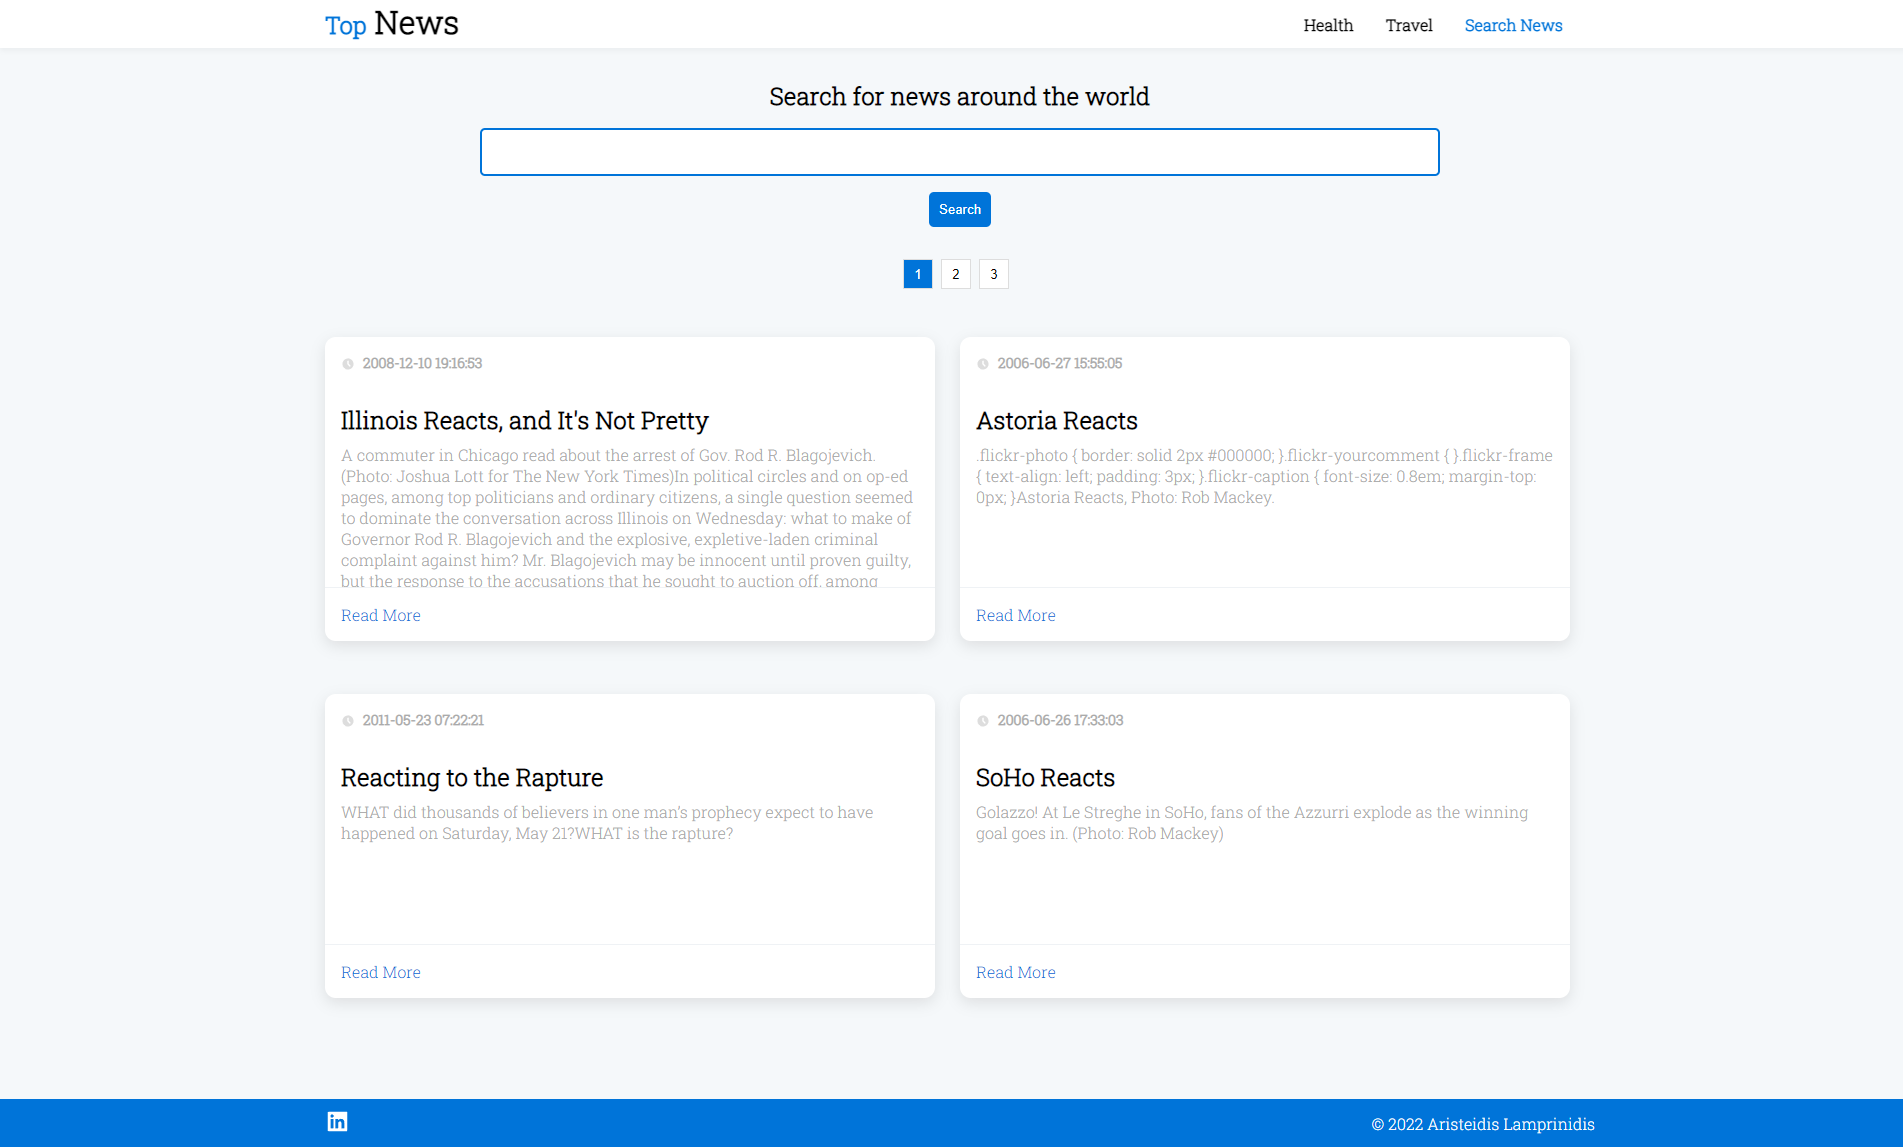 Top News
Health
Travel
Search News
Search for news around the world
Search
1
2
3
2008-12-10 19:16:53
Illinois Reacts, and It's Not Pretty
A commuter in Chicago read about the arrest of Gov. Rod R. Blagojevich.
(Photo: Joshua Lott for The New York Times)In political circles and on op-ed
pages, among top politicians and ordinary citizens, a single question seemed
to dominate the conversation across Illinois on Wednesday: what to make of
Governor Rod R. Blagojevich and the explosive, expletive-laden criminal
complaint against him? Mr. Blagojevich may be innocent until proven guilty,
but the response to the accusations that he sought to auction off, among
Read More
2006-06-27 15:55:05
Astoria Reacts
.flickr-photo { border: solid 2px #000000; }.flickr-yourcomment { }.flickr-frame
{ text-align: left; padding: 3px; }.flickr-caption { font-size: 0.8em; margin-top:
0px; }Astoria Reacts, Photo: Rob Mackey.
Read More
2011-05-23 07:22:21
Reacting to the Rapture
WHAT did thousands of believers in one man's prophecy expect to have
happened on Saturday, May 21?WHAT is the rapture?
Read More
2006-06-26 17:33:03
SoHo Reacts
Golazzo! At Le Streghe in SoHo, fans of the Azzurri explode as the winning
goal goes in. (Photo: Rob Mackey)
Read More
in
© 2022 Aristeidis Lamprinidis